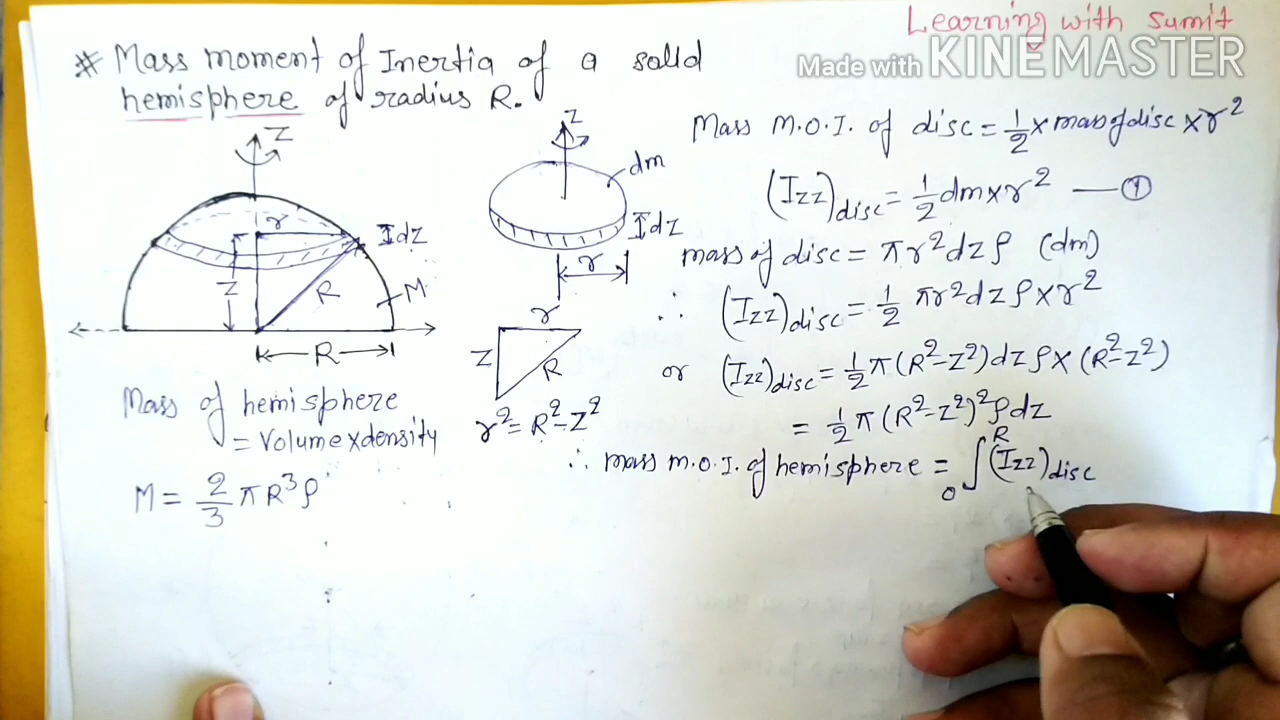 Learning with Sumit
Made with KINEMASTER
# Mass moment of Inertia of a solid
hemisphere of radius R.
Z
r
dz
Z
R
M
R
Z
dm
dz
r
r
Z
R
r² = R² - Z²
Mass of hemisphere
= Volume x density
M = 2/3 π R³ ρ
Mass M.O.I. of disc = 1/2 x mass of disc x r²
(Izz)disc = 1/2 dm x r² — ①
mass of disc = π r² dz ρ (dm)
∴ (Izz)disc = 1/2 π r² dz ρ x r²
or (Izz)disc = 1/2 π (R² - Z²) dz ρ x (R² - Z²)
= 1/2 π (R² - Z²)² ρ dz
∴ mass m.o.I. of hemisphere = ₀∫ᴿ (Izz)disc